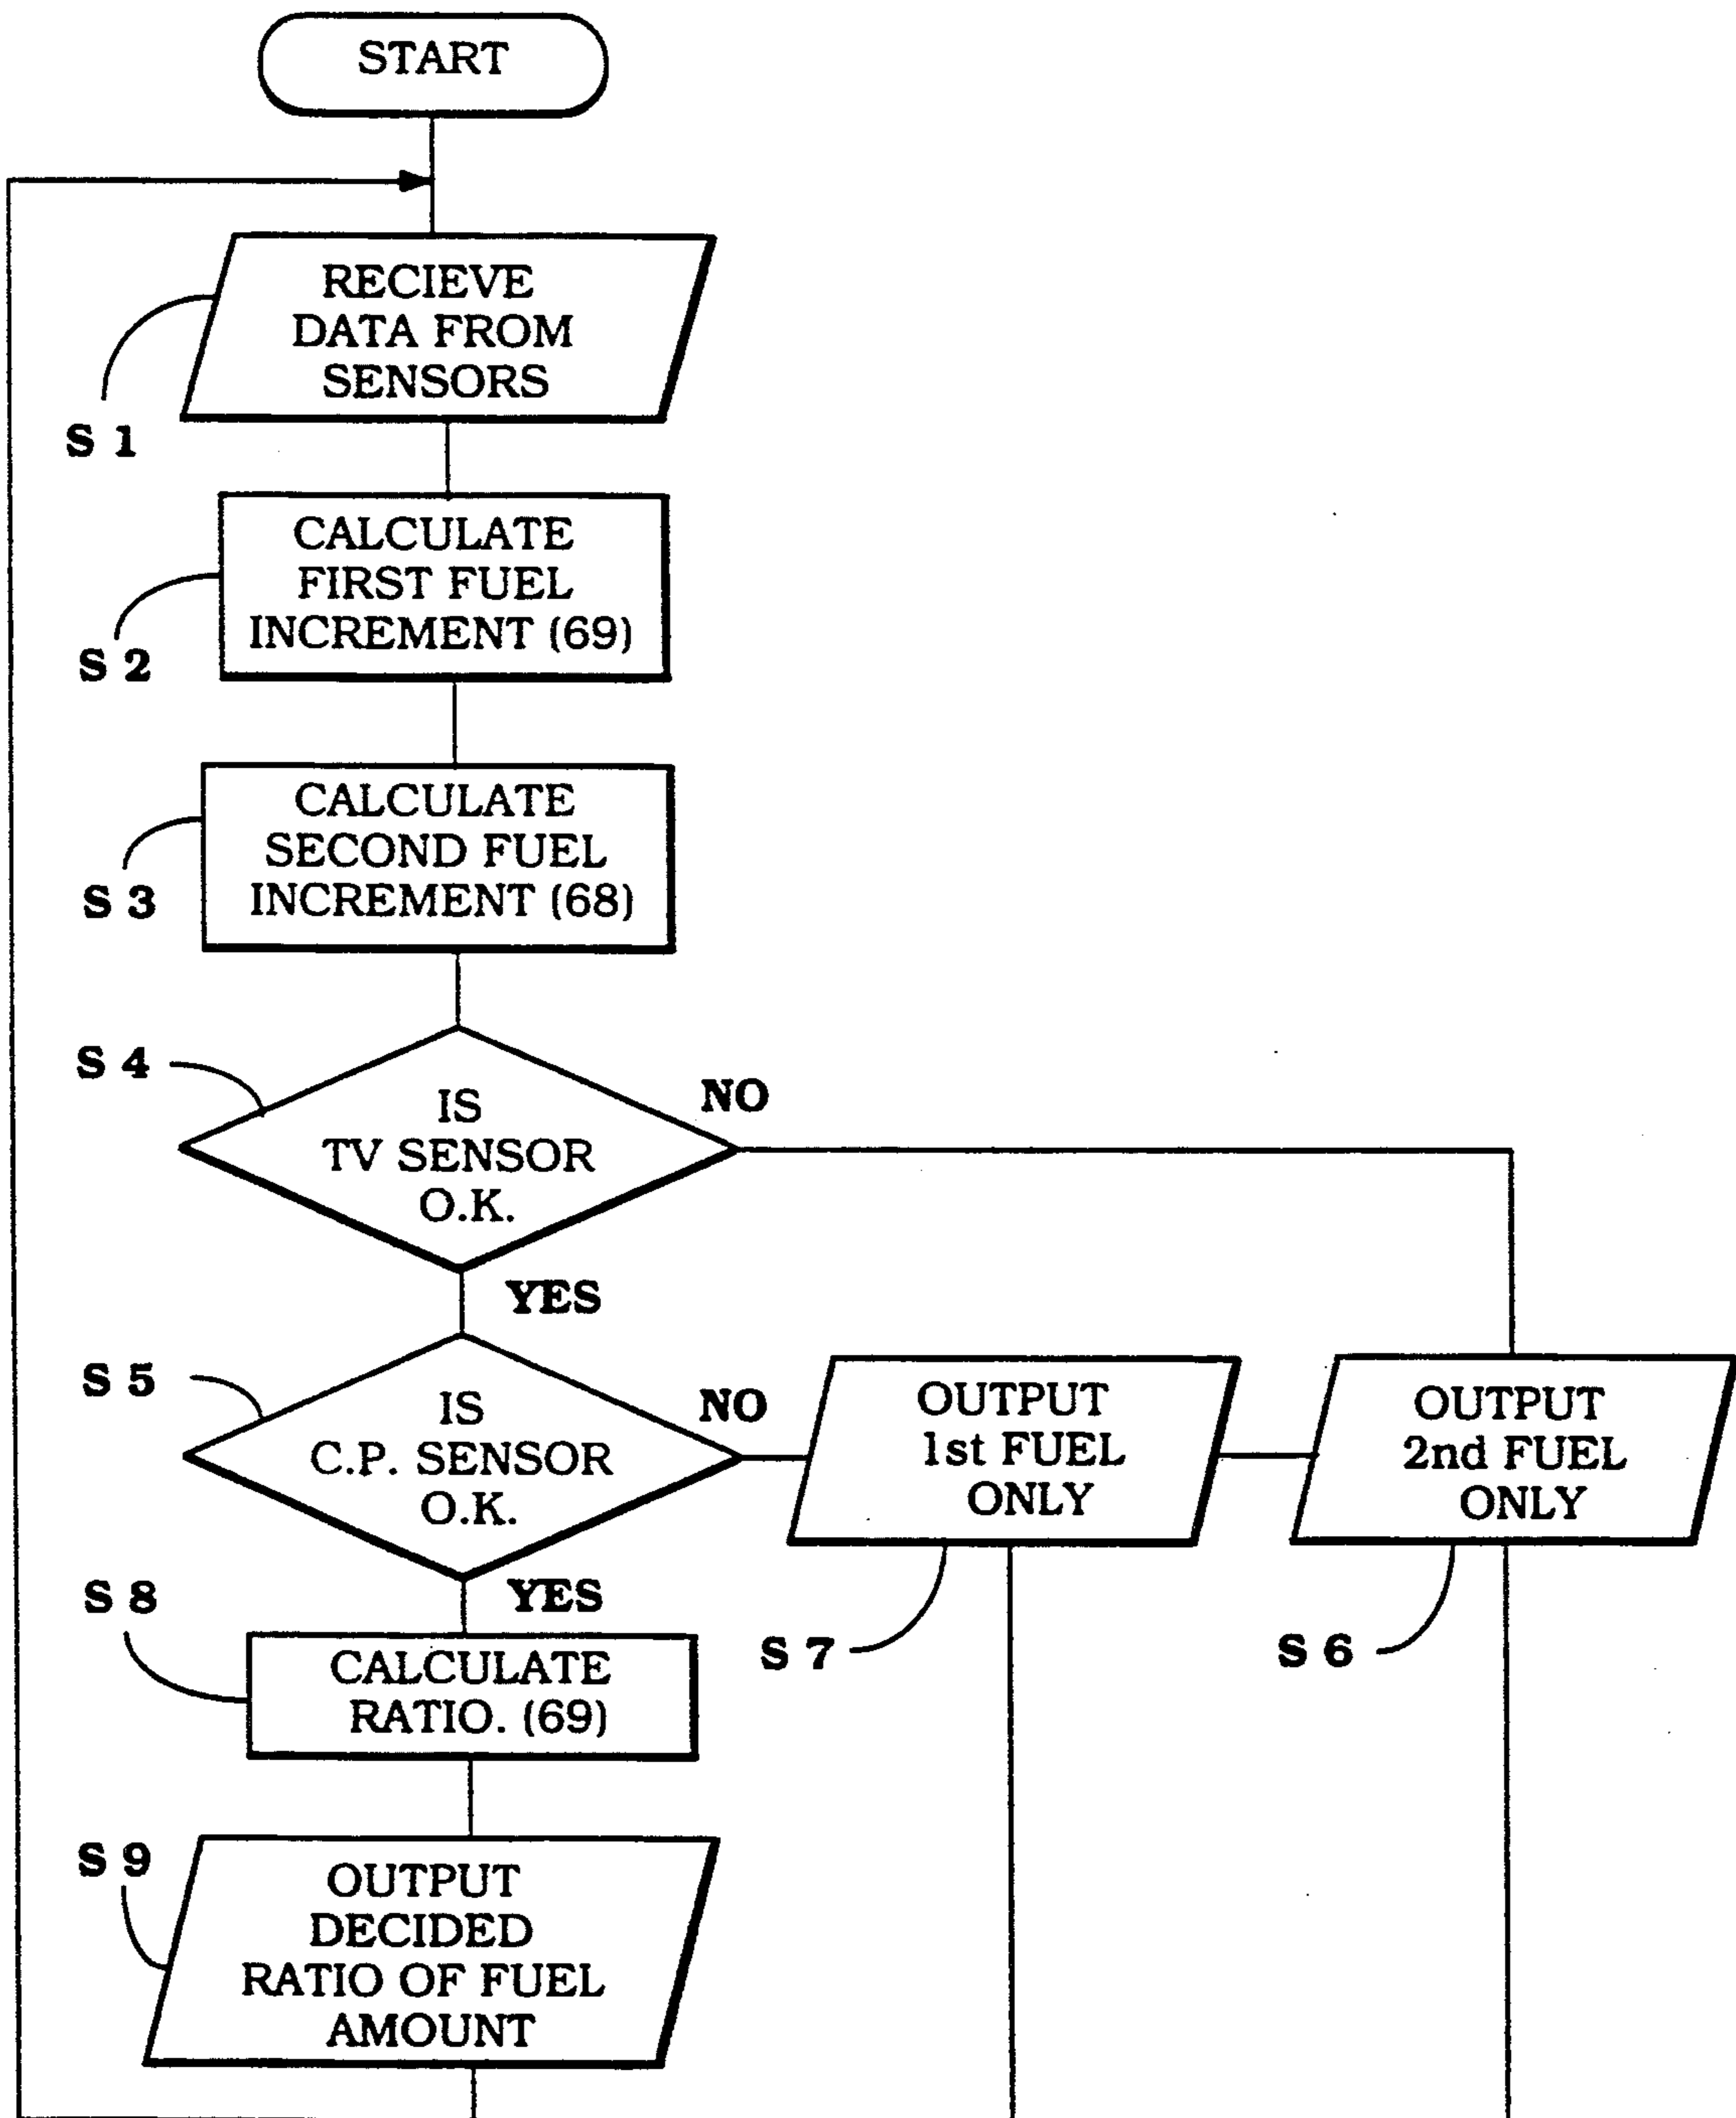 START
RECIEVE
DATA FROM
SENSORS
S 1
CALCULATE
FIRST FUEL
INCREMENT (69)
S 2
CALCULATE
SECOND FUEL
INCREMENT (68)
S 3
S 4
IS
TV SENSOR
O.K.
NO
YES
S 5
IS
C.P. SENSOR
O.K.
NO
OUTPUT
1st FUEL
ONLY
OUTPUT
2nd FUEL
ONLY
YES
S 8
S 7
S 6
CALCULATE
RATIO. (69)
S 9
OUTPUT
DECIDED
RATIO OF FUEL
AMOUNT